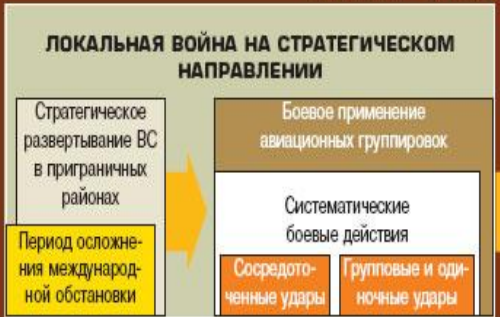 ЛОКАЛЬНАЯ ВОЙНА НА СТРАТЕГИЧЕСКОМ
НАПРАВЛЕНИИ
Стратегическое
развертывание ВС
в приграничных
районах
Период осложне-
ния международ-
ной обстановки
Боевое применение
авиационных группировок
Систематические
боевые действия
Сосредото-
ченные удары
Групповые и оди-
ночные удары